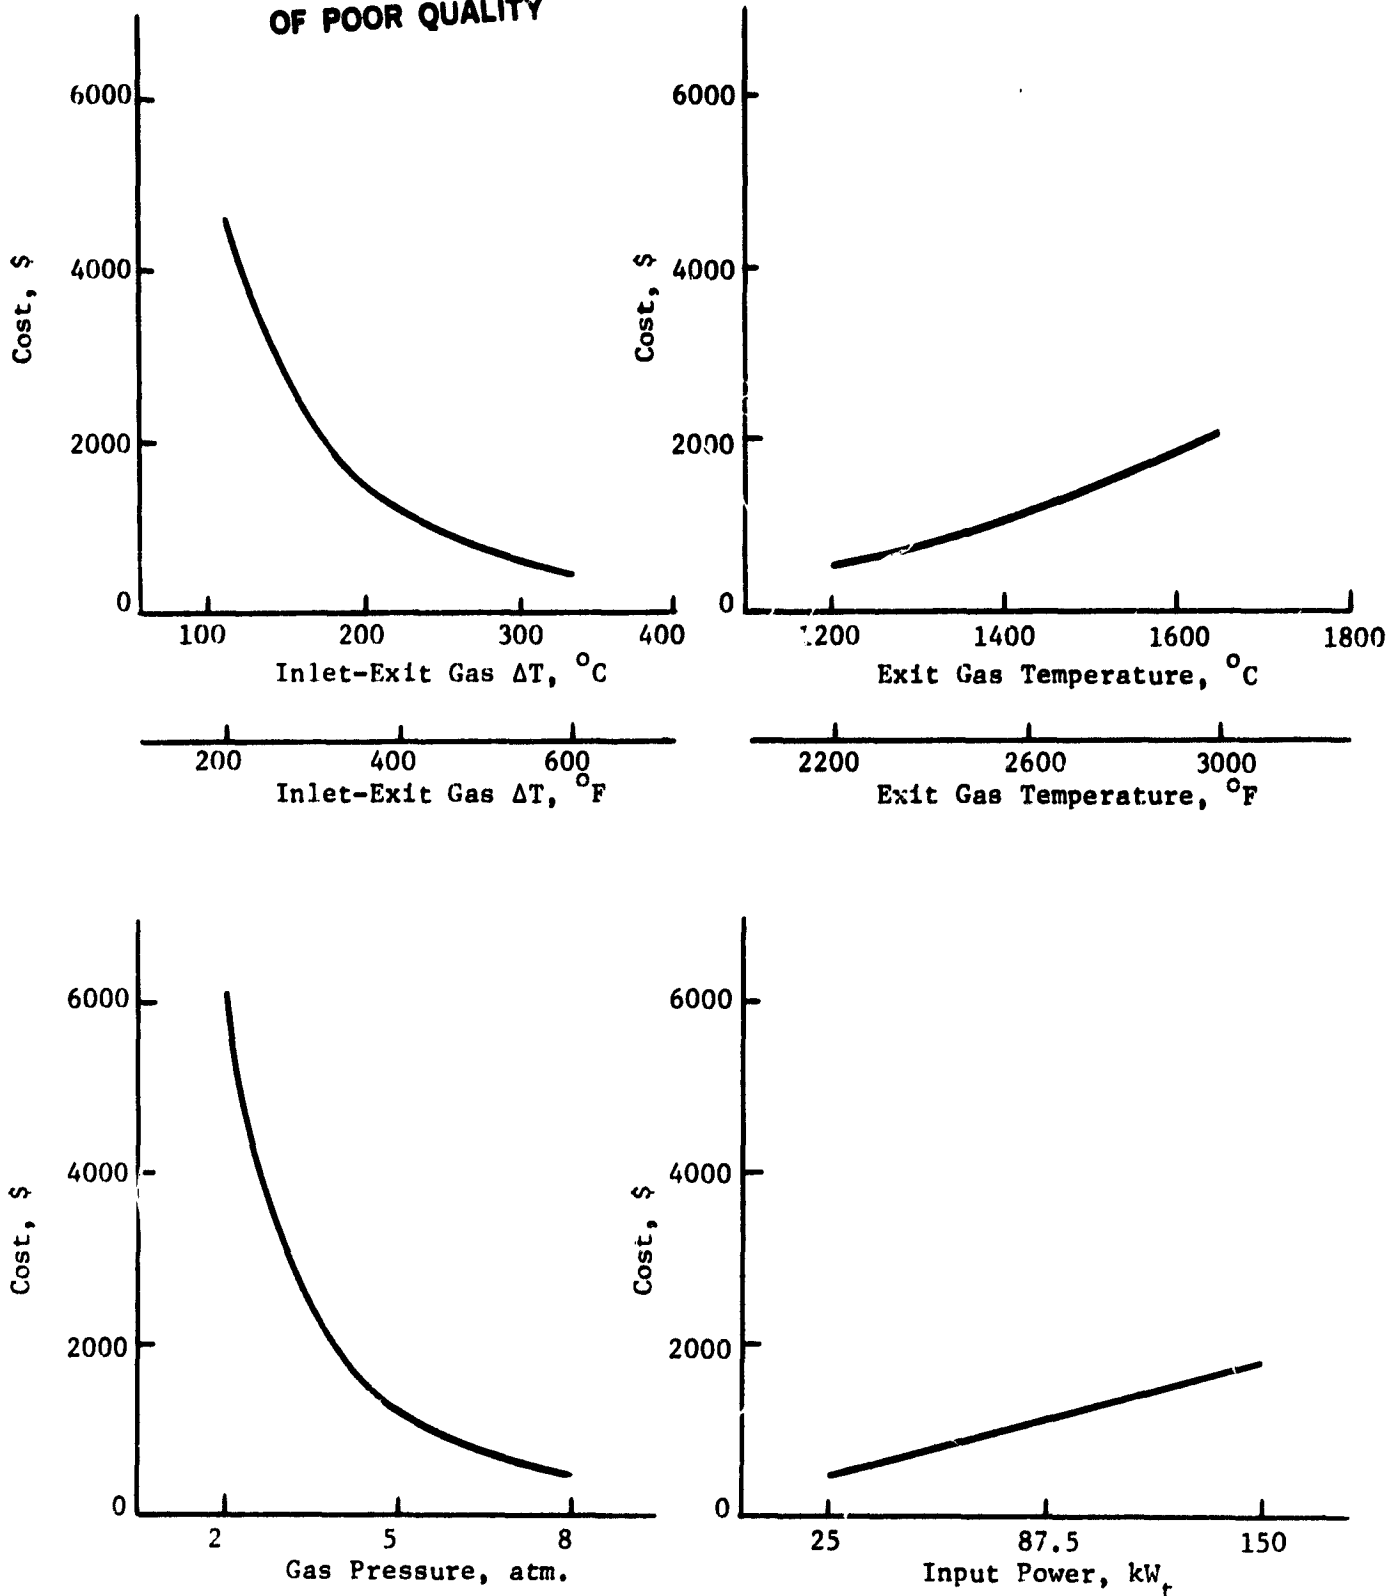 OF POOR QUALITY
6000
4000
2000
0
Cost, $
100 200 300 400
Inlet-Exit Gas ΔT, °C
200 400 600
Inlet-Exit Gas ΔT, °F
6000
4000
2000
0
Cost, $
1200 1400 1600 1800
Exit Gas Temperature, °C
2200 2600 3000
Exit Gas Temperature, °F
6000
4000
2000
0
Cost, $
2 5 8
Gas Pressure, atm.
6000
4000
2000
0
Cost, $
25 87.5 150
Input Power, kWt